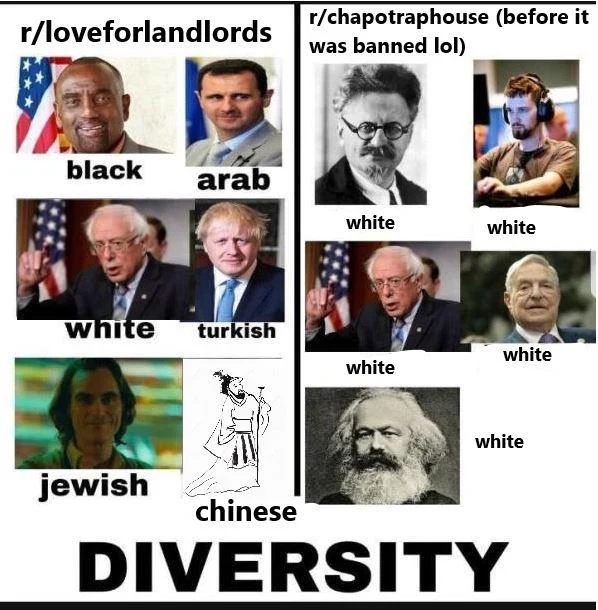 r/loveforlandlords
r/chapotraphouse (before it
was banned lol)
black
arab
white
white
white
turkish
white
white
jewish
white
chinese
DIVERSITY